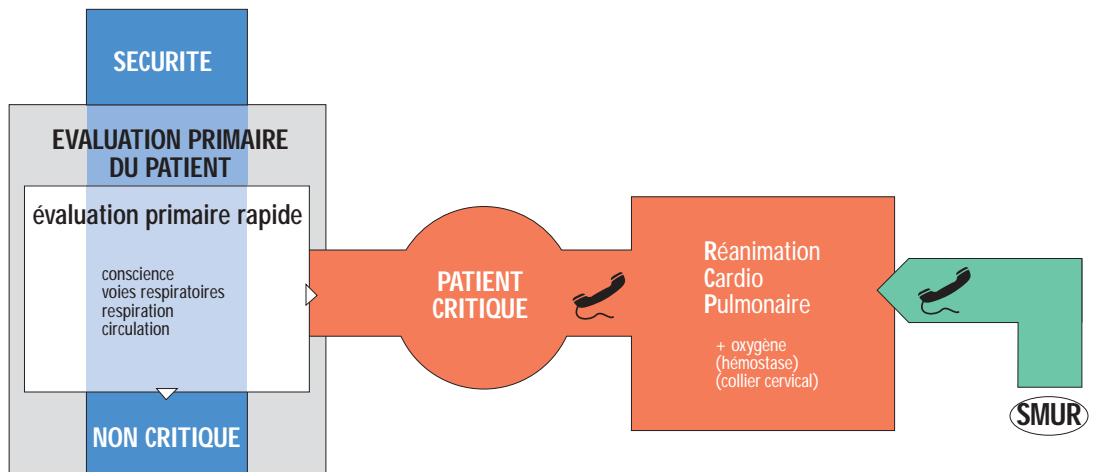 SÉCURITE
EVALUATION PRIMAIRE
DU PATIENT
évaluation primaire rapide
conscience
voies respiratoires
respiration
circulation
NON CRITIQUE
PATIENT
CRITIQUE
Réanimation
Cardio
Pulmonaire
+ oxygène
(hémostase)
(collier cervical)
SMUR